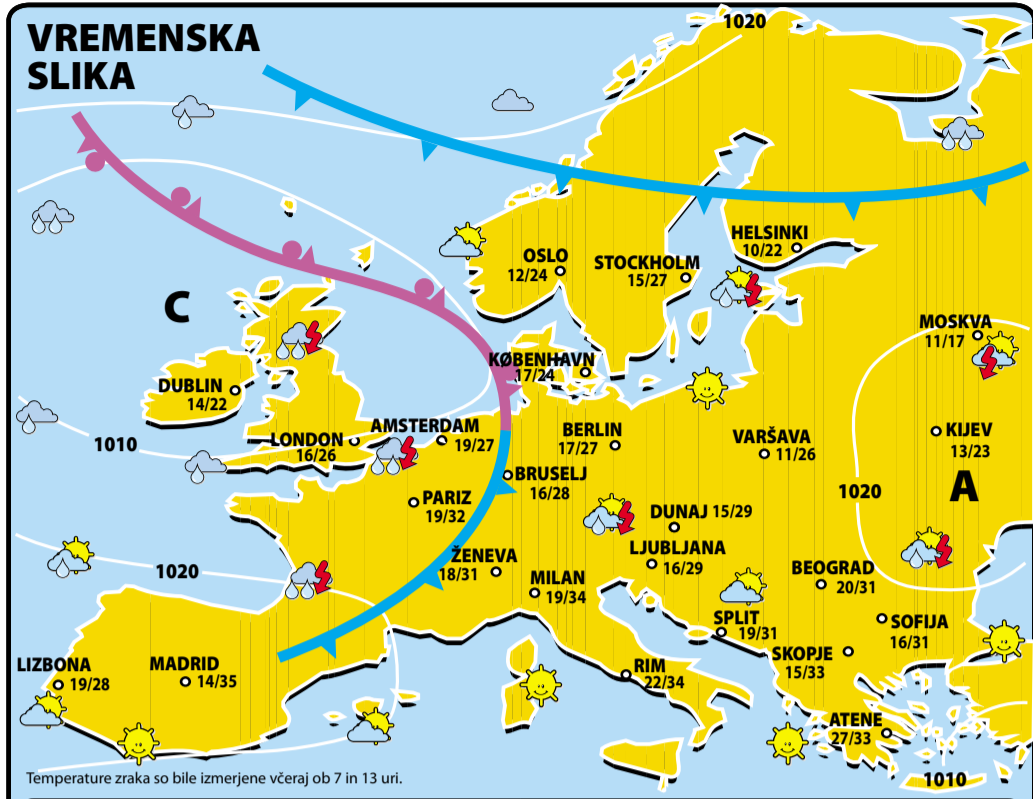 VREMENSKA
SLIKA
1020
HELSINKI
10/22
OSLO
12/24
STOCKHOLM
15/27
C
MOSKVA
11/17
KØBENHAVN
17/24
DUBLIN
14/22
AMSTERDAM
19/27
BERLIN
17/27
KIJEV
13/23
1010
LONDON
16/26
VARŠAVA
11/26
BRUSELJ
16/28
A
1020
PARIZ
19/32
DUNAJ 15/29
LJUBLJANA
16/29
ŽENEVA
18/31
1020
MILAN
19/34
BEOGRAD
20/31
SPLIT
19/31
SOFIJA
16/31
SKOPJE
15/33
LIZBONA
19/28
MADRID
14/35
RIM
22/34
ATENE
27/33
Temperature zraka so bile izmerjene včeraj ob 7 in 13 uri.
1010